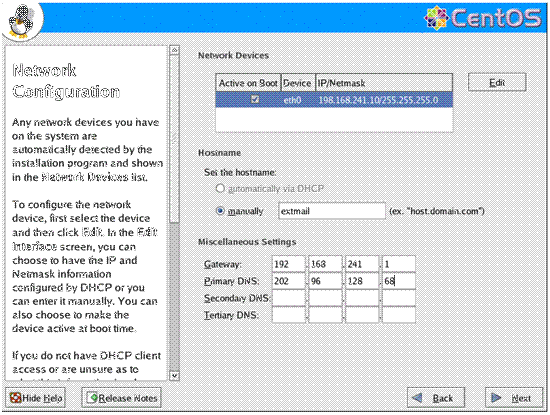 CentOS
Network
Configuration
Any network devices you have
on the system are
automatically detected by the
installation program and shown
in the Network Devices list.
To configure the network
device, first select the device
and then click Edit. In the Edit
Interface screen, you can
choose to have the IP and
Netmask information
configured by DHCP or you
can enter it manually. You can
also choose to make the
device active at boot time.
If you do not have DHCP client
access or are unsure as to
Network Devices
Active on Boot Device IP/Netmask
eth0 198.168.241.10/255.255.255.0
Edit
Hostname
Set the hostname:
automatically via DHCP
manually extmail (ex. "host.domain.com")
Miscellaneous Settings
Gateway: 192 . 168 . 241 . 1
Primary DNS: 202 . 96 . 128 . 68
Secondary DNS: . . .
Tertiary DNS: . . .
Hide Help Release Notes Back Next